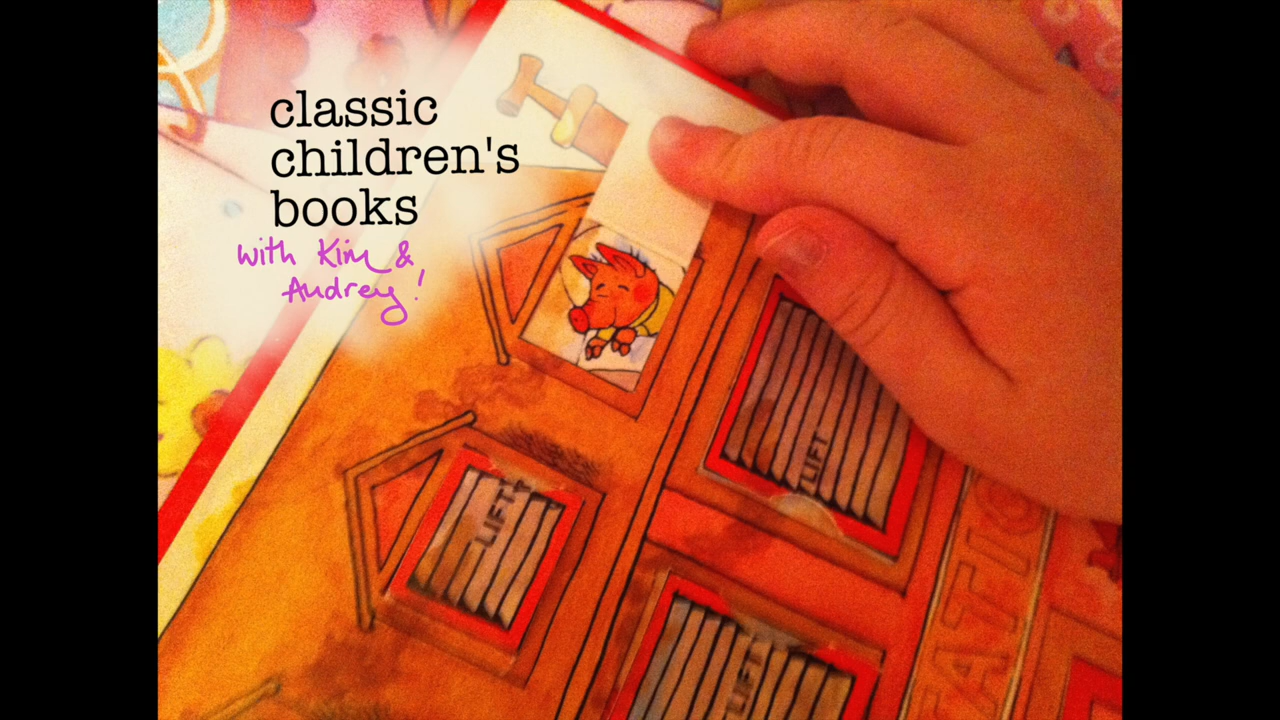 classic
children's
books
with Kim &
Audrey!
LIFT
LIFT
LIFT